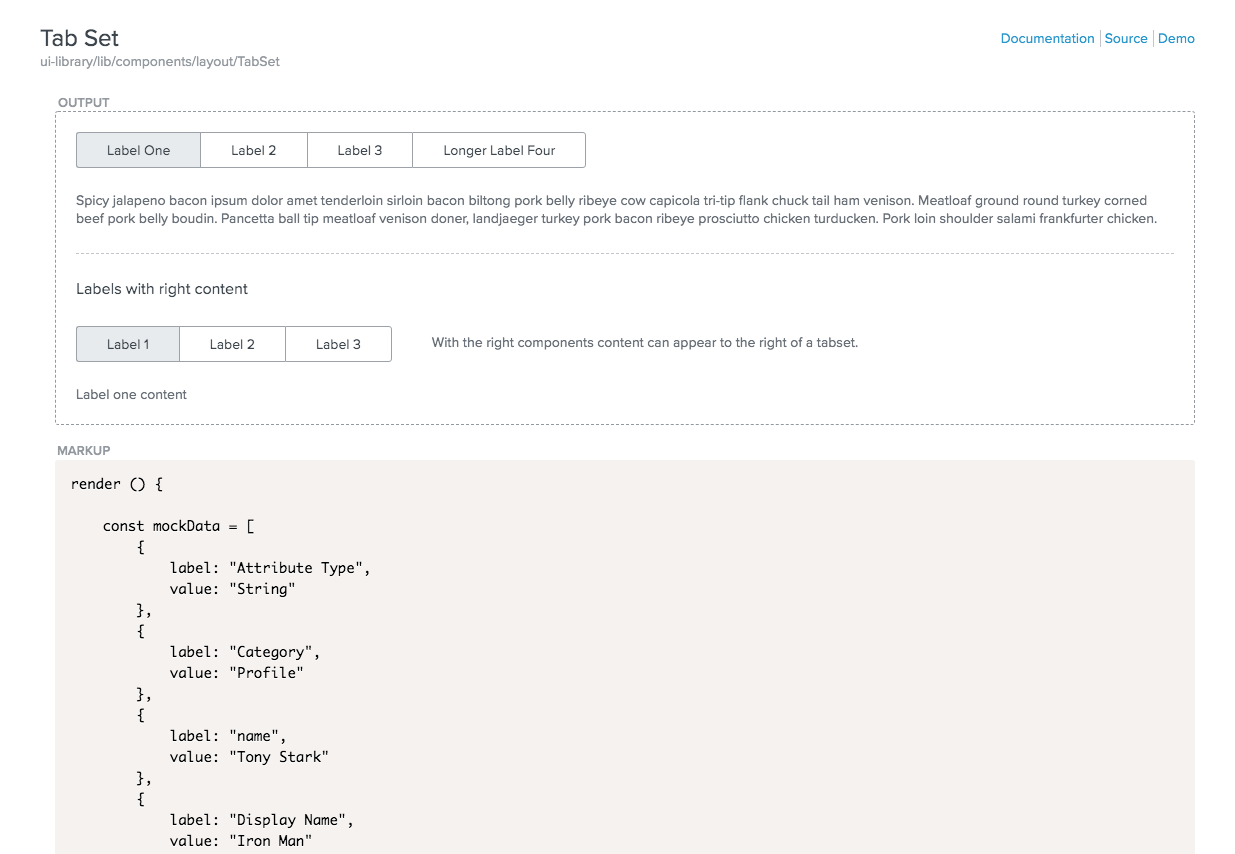 Tab Set
Documentation Source Demo
ui-library/lib/components/layout/TabSet
OUTPUT
Label One Label 2 Label 3 Longer Label Four
Spicy jalapeno bacon ipsum dolor amet tenderloin sirloin bacon biltong pork belly ribeye cow capicola tri-tip flank chuck tail ham venison. Meatloaf ground round turkey corned
beef pork belly boudin. Pancetta ball tip meatloaf venison doner, landjaeger turkey pork bacon ribeye prosciutto chicken turducken. Pork loin shoulder salami frankfurter chicken.
Labels with right content
Label 1 Label 2 Label 3 With the right components content can appear to the right of a tabset.
Label one content
MARKUP
render () {
const mockData = [
{
label: "Attribute Type",
value: "String"
},
{
label: "Category",
value: "Profile"
},
{
label: "name",
value: "Tony Stark"
},
{
label: "Display Name",
value: "Iron Man"